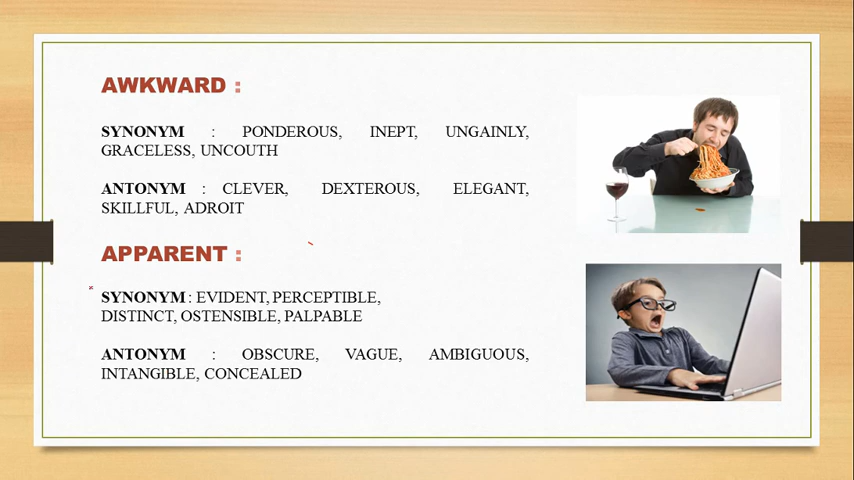 AWKWARD :
SYNONYM : PONDEROUS, INEPT, UNGAINLY,
GRACELESS, UNCOUTH
ANTONYM : CLEVER, DEXTEROUS, ELEGANT,
SKILLFUL, ADROIT
APPARENT :
SYNONYM : EVIDENT, PERCEPTIBLE,
DISTINCT, OSTENSIBLE, PALPABLE
ANTONYM : OBSCURE, VAGUE, AMBIGUOUS,
INTANGIBLE, CONCEALED